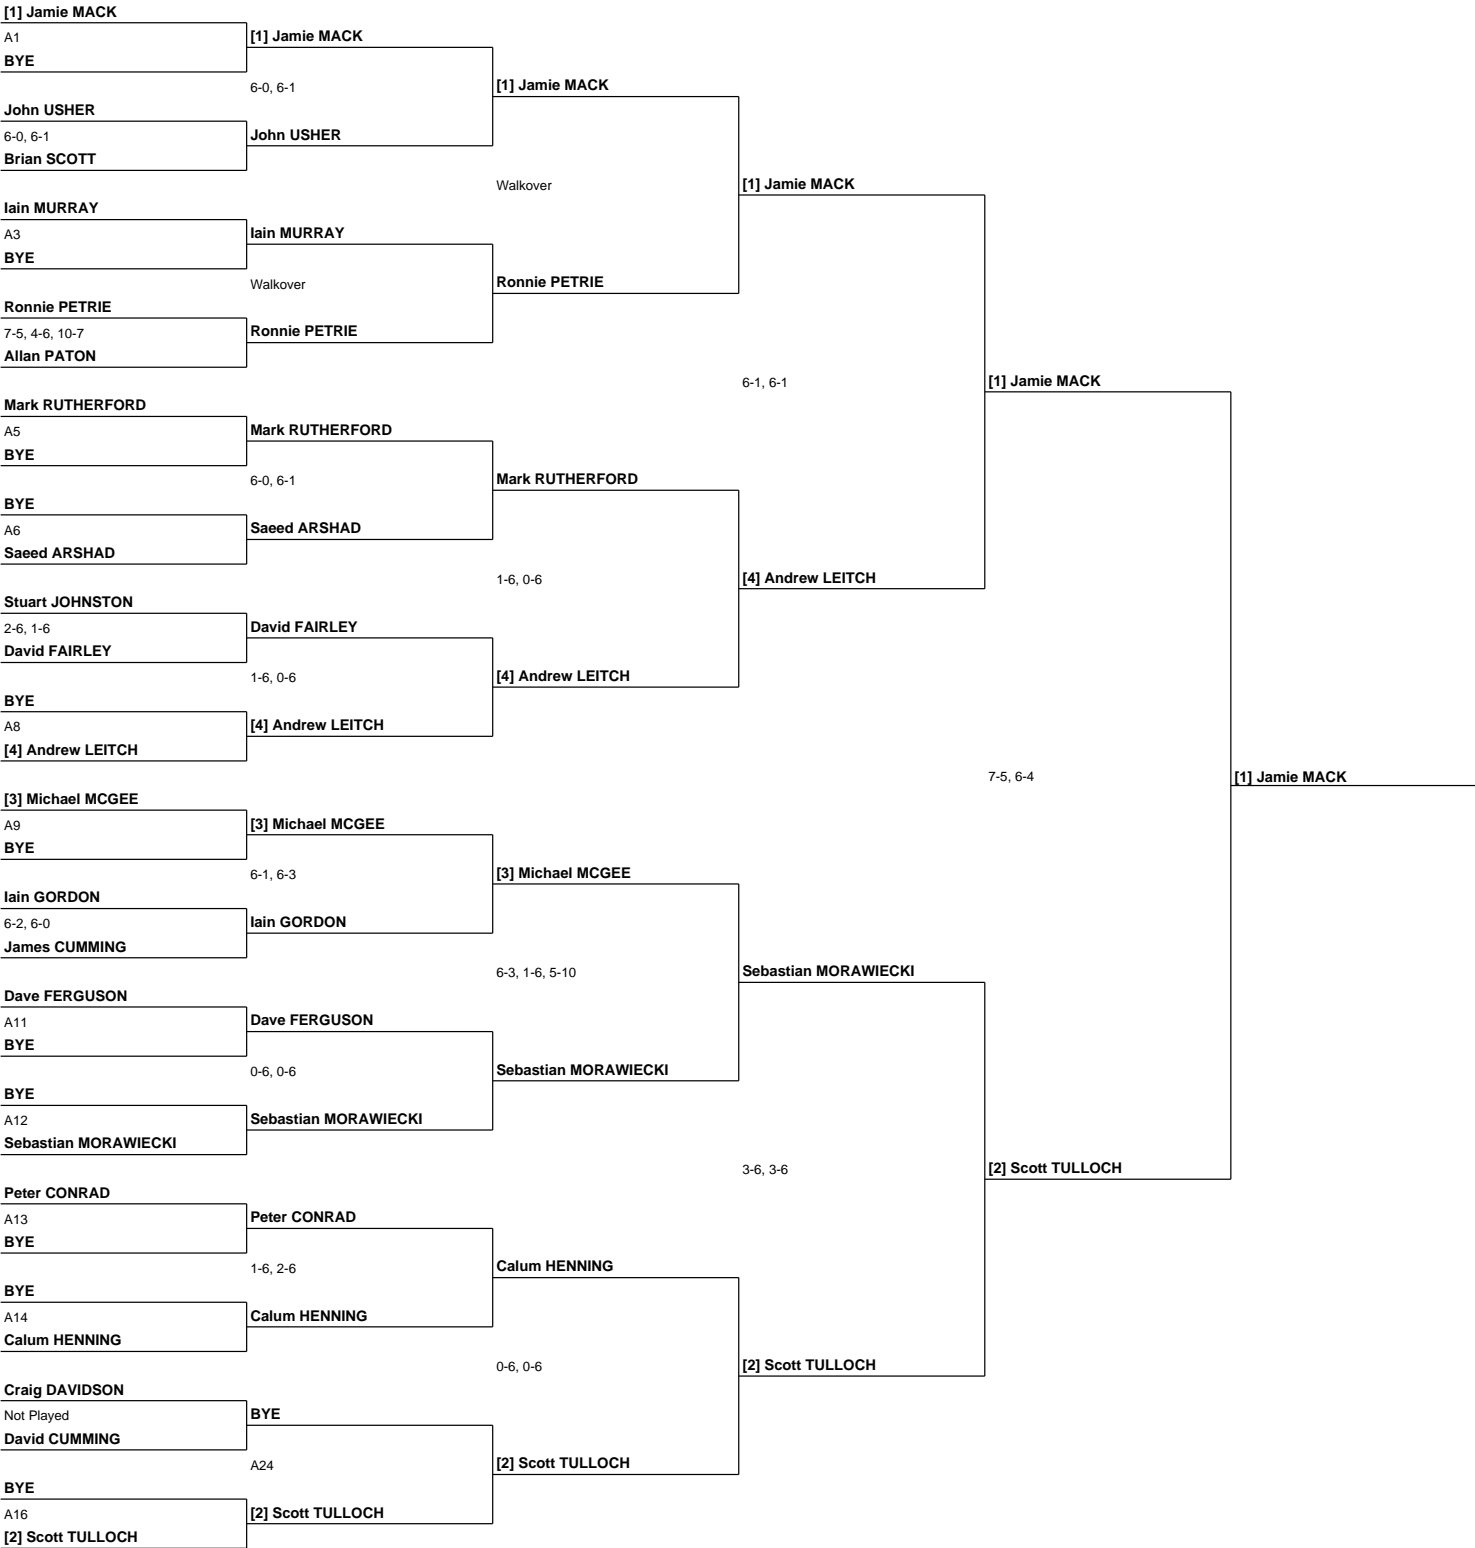 [1] Jamie MACK
A1
BYE
John USHER
6-0, 6-1
Brian SCOTT
Iain MURRAY
A3
BYE
Ronnie PETRIE
7-5, 4-6, 10-7
Allan PATON
Mark RUTHERFORD
A5
BYE
BYE
A6
Saeed ARSHAD
Stuart JOHNSTON
2-6, 1-6
David FAIRLEY
BYE
A8
[4] Andrew LEITCH
[3] Michael MCGEE
A9
BYE
Iain GORDON
6-2, 6-0
James CUMMING
Dave FERGUSON
A11
BYE
BYE
A12
Sebastian MORAWIECKI
Peter CONRAD
A13
BYE
BYE
A14
Calum HENNING
Craig DAVIDSON
Not Played
David CUMMING
BYE
A16
[2] Scott TULLOCH
[1] Jamie MACK
6-0, 6-1
John USHER
Iain MURRAY
Walkover
Ronnie PETRIE
Mark RUTHERFORD
6-0, 6-1
Saeed ARSHAD
David FAIRLEY
1-6, 0-6
[4] Andrew LEITCH
[3] Michael MCGEE
6-1, 6-3
Iain GORDON
Dave FERGUSON
0-6, 0-6
Sebastian MORAWIECKI
Peter CONRAD
1-6, 2-6
Calum HENNING
BYE
A24
[2] Scott TULLOCH
[1] Jamie MACK
Walkover
Ronnie PETRIE
Mark RUTHERFORD
1-6, 0-6
[4] Andrew LEITCH
[3] Michael MCGEE
6-3, 1-6, 5-10
Sebastian MORAWIECKI
Calum HENNING
0-6, 0-6
[2] Scott TULLOCH
[1] Jamie MACK
6-1, 6-1
[4] Andrew LEITCH
Sebastian MORAWIECKI
3-6, 3-6
[2] Scott TULLOCH
[1] Jamie MACK
7-5, 6-4
[2] Scott TULLOCH
[1] Jamie MACK